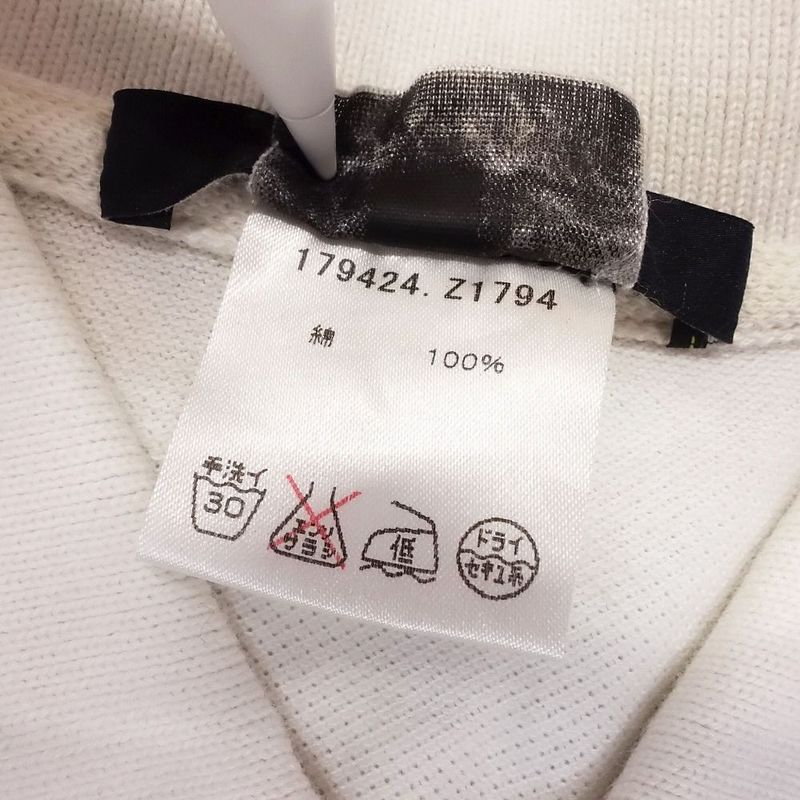 179424. Z1794
綿 100%
手洗イ
30
エンソ
サラシ
低
ドライ
セキユ系